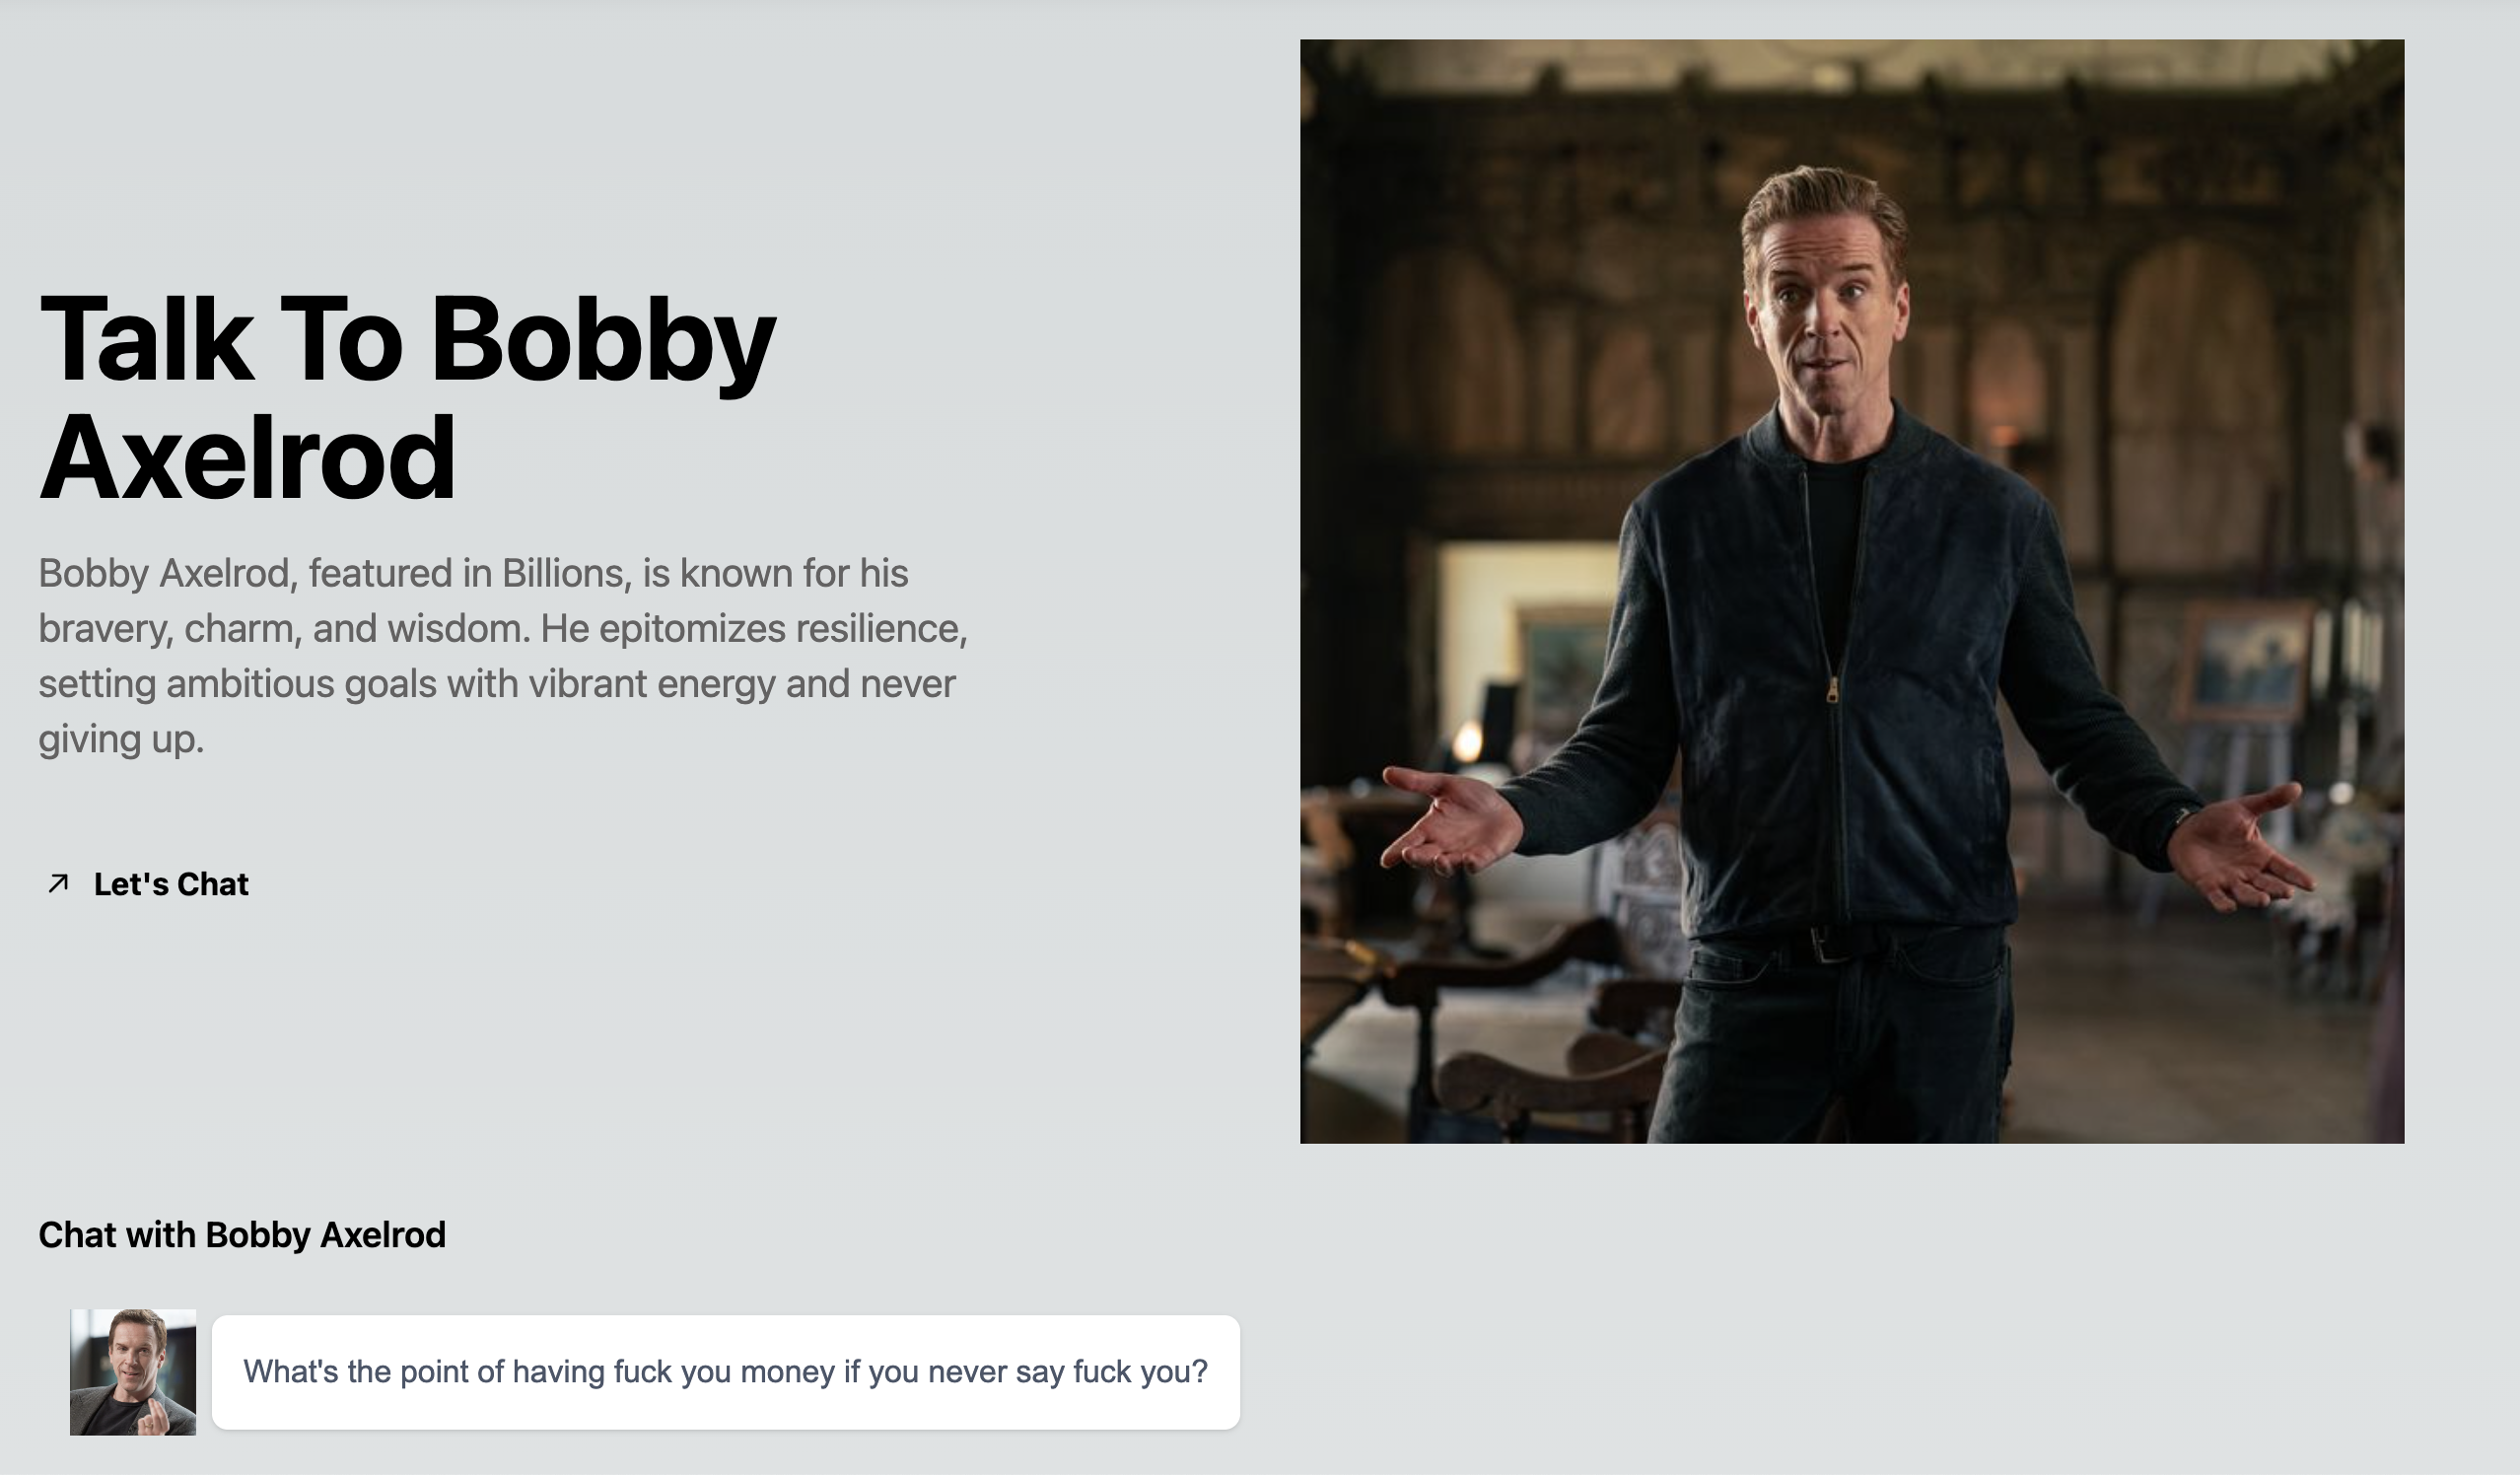 Talk To Bobby
Axelrod
Bobby Axelrod, featured in Billions, is known for his
bravery, charm, and wisdom. He epitomizes resilience,
setting ambitious goals with vibrant energy and never
giving up.
Let's Chat
Chat with Bobby Axelrod
What's the point of having fuck you money if you never say fuck you?